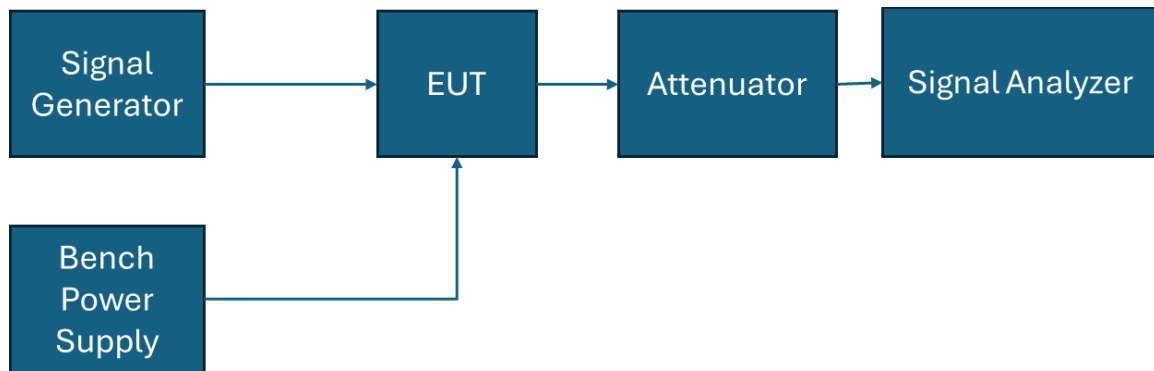 Signal
Generator
EUT
Attenuator
Signal Analyzer
Bench
Power
Supply